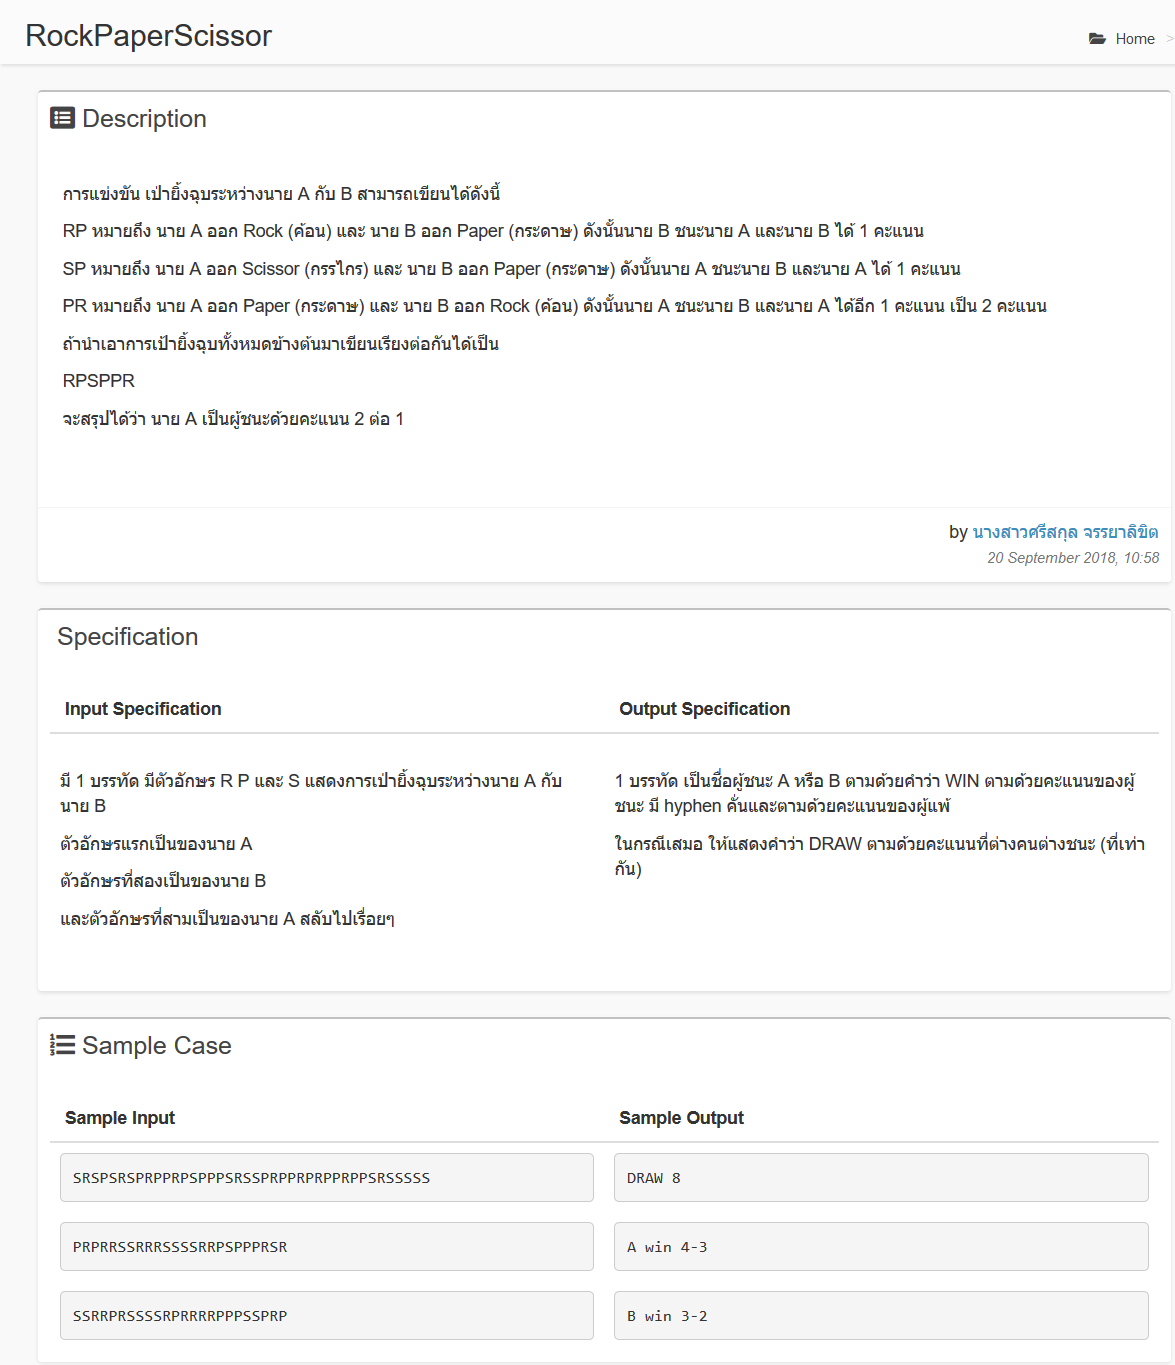 RockPaperScissor
Home >
Description
การแข่งขัน เป่ายิ้งฉุบระหว่างนาย A กับ B สามารถเขียนได้ดังนี้
RP หมายถึง นาย A ออก Rock (ค้อน) และ นาย B ออก Paper (กระดาษ) ดังนั้นนาย B ชนะนาย A และนาย B ได้ 1 คะแนน
SP หมายถึง นาย A ออก Scissor (กรรไกร) และ นาย B ออก Paper (กระดาษ) ดังนั้นนาย A ชนะนาย B และนาย A ได้ 1 คะแนน
PR หมายถึง นาย A ออก Paper (กระดาษ) และ นาย B ออก Rock (ค้อน) ดังนั้นนาย A ชนะนาย B และนาย A ได้อีก 1 คะแนน เป็น 2 คะแนน
ถ้านำเอาการเป้ายิ้งฉุบทั้งหมดข้างต้นมาเขียนเรียงต่อกันได้เป็น
RPSPPR
จะสรุปได้ว่า นาย A เป็นผู้ชนะด้วยคะแนน 2 ต่อ 1
by นางสาวศรีสกุล จรรยาลิขิต
20 September 2018, 10:58
Specification
Input Specification
มี 1 บรรทัด มีตัวอักษร R P และ S แสดงการเป่ายิ้งฉุบระหว่างนาย A กับ
นาย B
ตัวอักษรแรกเป็นของนาย A
ตัวอักษรที่สองเป็นของนาย B
และตัวอักษรที่สามเป็นของนาย A สลับไปเรื่อยๆ
Output Specification
1 บรรทัด เป็นชื่อผู้ชนะ A หรือ B ตามด้วยคำว่า WIN ตามด้วยคะแนนของผู้
ชนะ มี hyphen คั่นและตามด้วยคะแนนของผู้แพ้
ในกรณีเสมอ ให้แสดงคำว่า DRAW ตามด้วยคะแนนที่ต่างคนต่างชนะ (ที่เท่า
กัน)
Sample Case
Sample Input
Sample Output
SRSPSRSPRPPRPSPPPSRSSPRPPRPRPPRPPSRSSSSS
DRAW 8
PRPRRSSRRRSSSSRRPSPPPRSR
A win 4-3
SSRRPRSSSSRPRRRRPPPSSPRP
B win 3-2